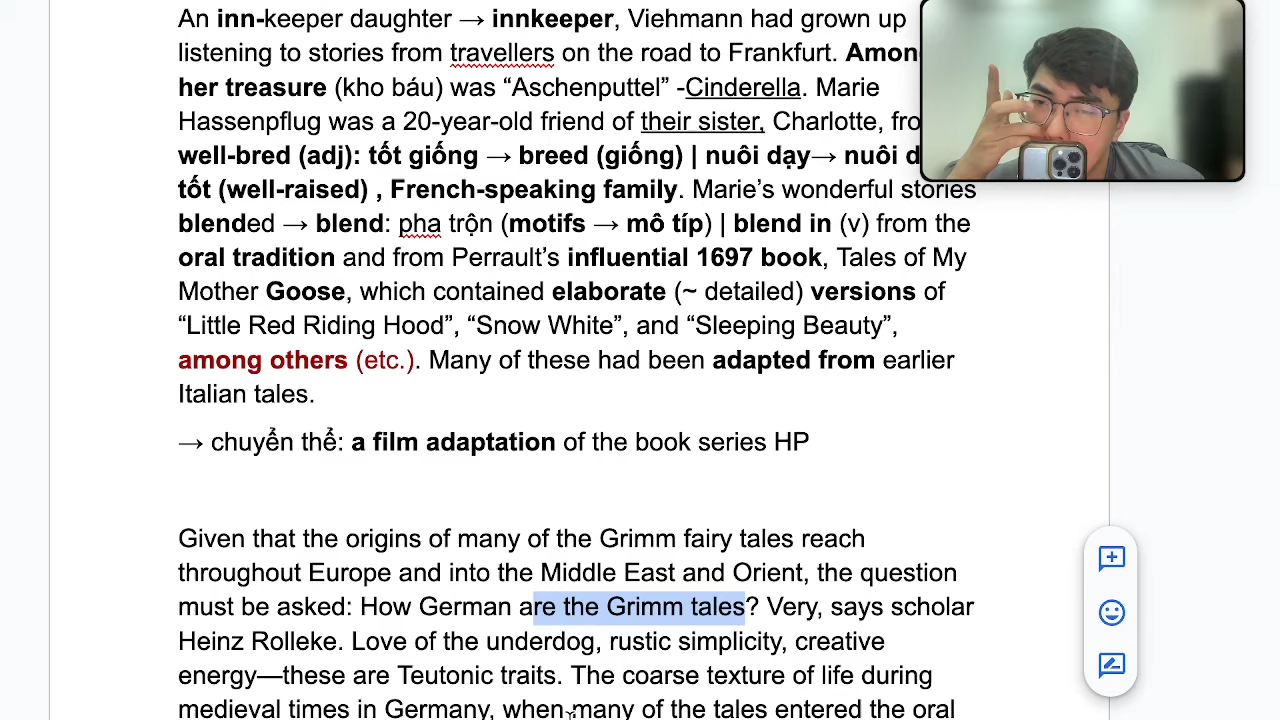 An inn-keeper daughter → innkeeper, Viehmann had grown up
listening to stories from travellers on the road to Frankfurt.
her treasure (kho báu) was “Aschenputtel” -Cinderella. Marie
Hassenpflug was a 20-year-old friend of their sister, Charlotte,
well-bred (adj): tốt giống → breed (giống) | nuôi dạy→ nuôi
tốt (well-raised) , French-speaking family. Marie’s wonderful stories
blended → blend: pha trộn (motifs → mô típ) | blend in (v) from the
oral tradition and from Perrault’s influential 1697 book, Tales of My
Mother Goose, which contained elaborate (~ detailed) versions of
“Little Red Riding Hood”, “Snow White”, and “Sleeping Beauty”,
among others (etc.). Many of these had been adapted from earlier
Italian tales.
→ chuyển thể: a film adaptation of the book series HP
Given that the origins of many of the Grimm fairy tales reach
throughout Europe and into the Middle East and Orient, the question
must be asked: How German are the Grimm tales? Very, says scholar
Heinz Rolleke. Love of the underdog, rustic simplicity, creative
energy—these are Teutonic traits. The coarse texture of life during
medieval times in Germany, when many of the tales entered the oral